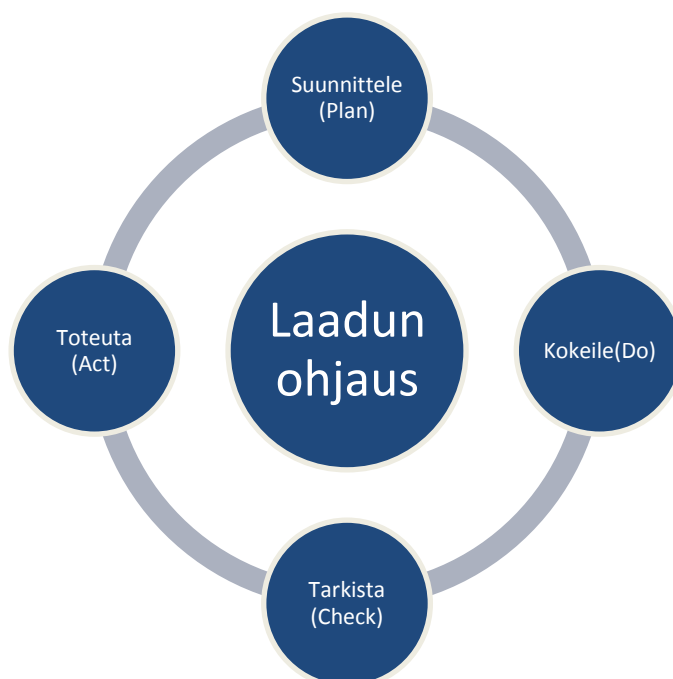 Suunnittele
(Plan)
Laadun
ohjaus
Toteuta
(Act)
Kokeile(Do)
Tarkista
(Check)